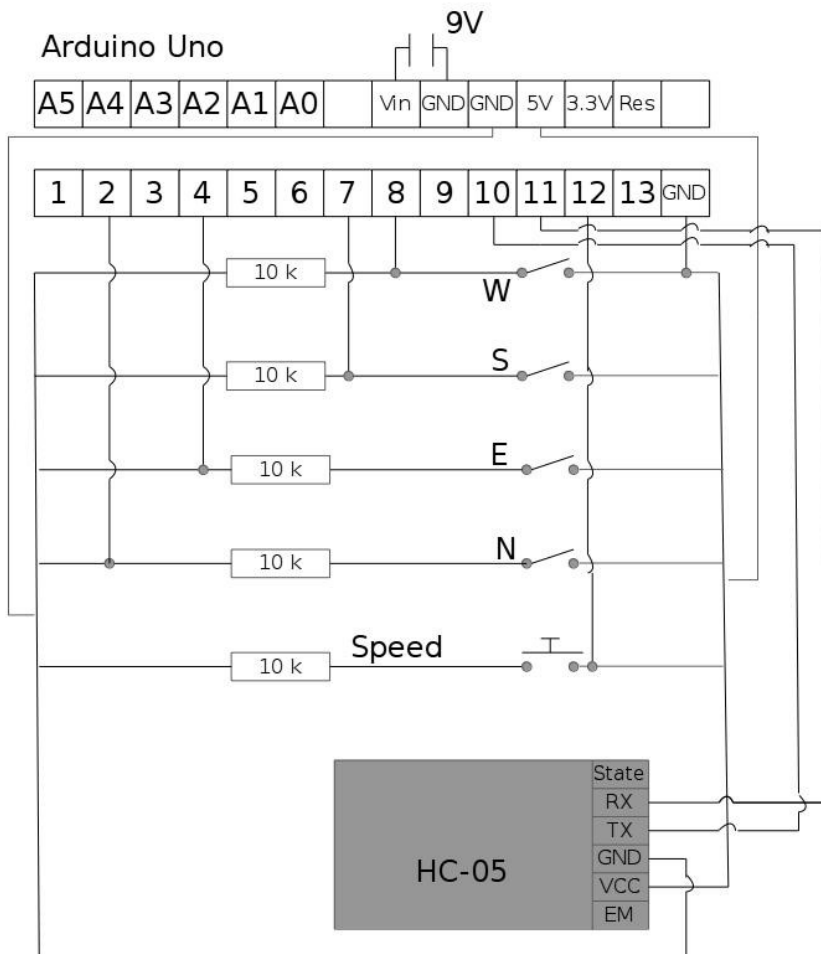 9V
Arduino Uno
A5 A4 A3 A2 A1 A0 Vin GND GND 5V 3.3V Res
1 2 3 4 5 6 7 8 9 10 11 12 13 GND
10 k
W
10 k
S
10 k
E
10 k
N
10 k
Speed
State
RX
TX
GND
HC-05
VCC
EM